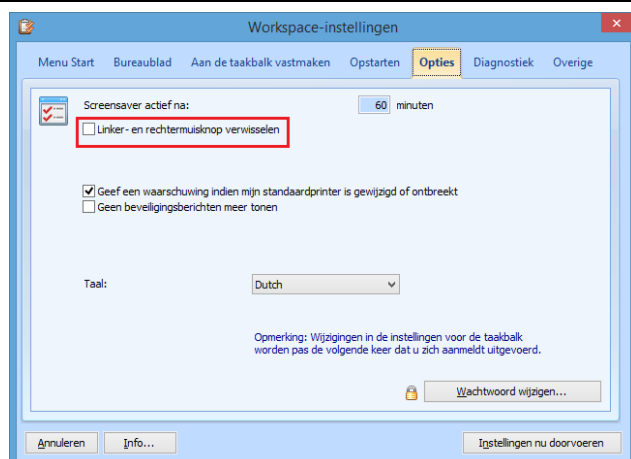 Workspace-instellingen
Menu Start Bureaublad Aan de taakbalk vastmaken Opstarten Opties Diagnostiek Overige
Screensaver actief na: 60 minuten
Linker- en rechtermuisknop verwisselen
Geef een waarschuwing indien mijn standaardprinter is gewijzigd of ontbreekt
Geen beveiligingsberichten meer tonen
Taal: Dutch
Opmerking: Wijzigingen in de instellingen voor de taakbalk
worden pas de volgende keer dat u zich aanmeldt uitgevoerd.
Wachtwoord wijzigen...
Annuleren Info... Instellingen nu doorvoeren